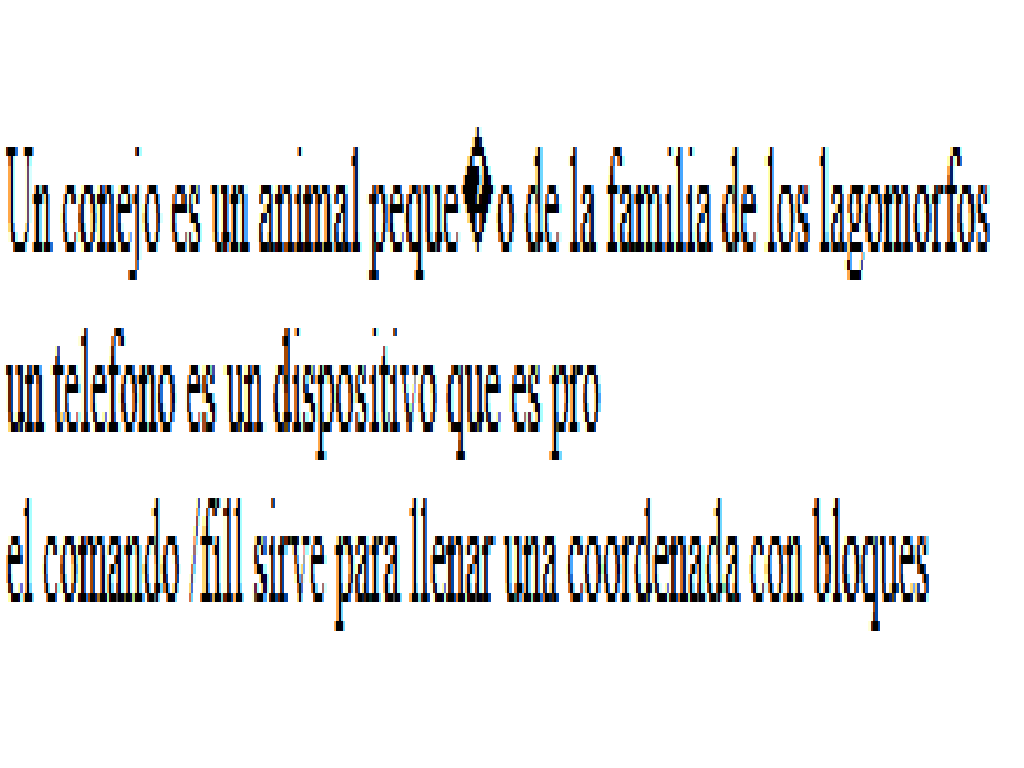 Un conejo es un animal peque�o de la familia de los lagomorfos
un telefono es un dispositivo que es pro
el comando /fill sirve para llenar una coordenada con bloques